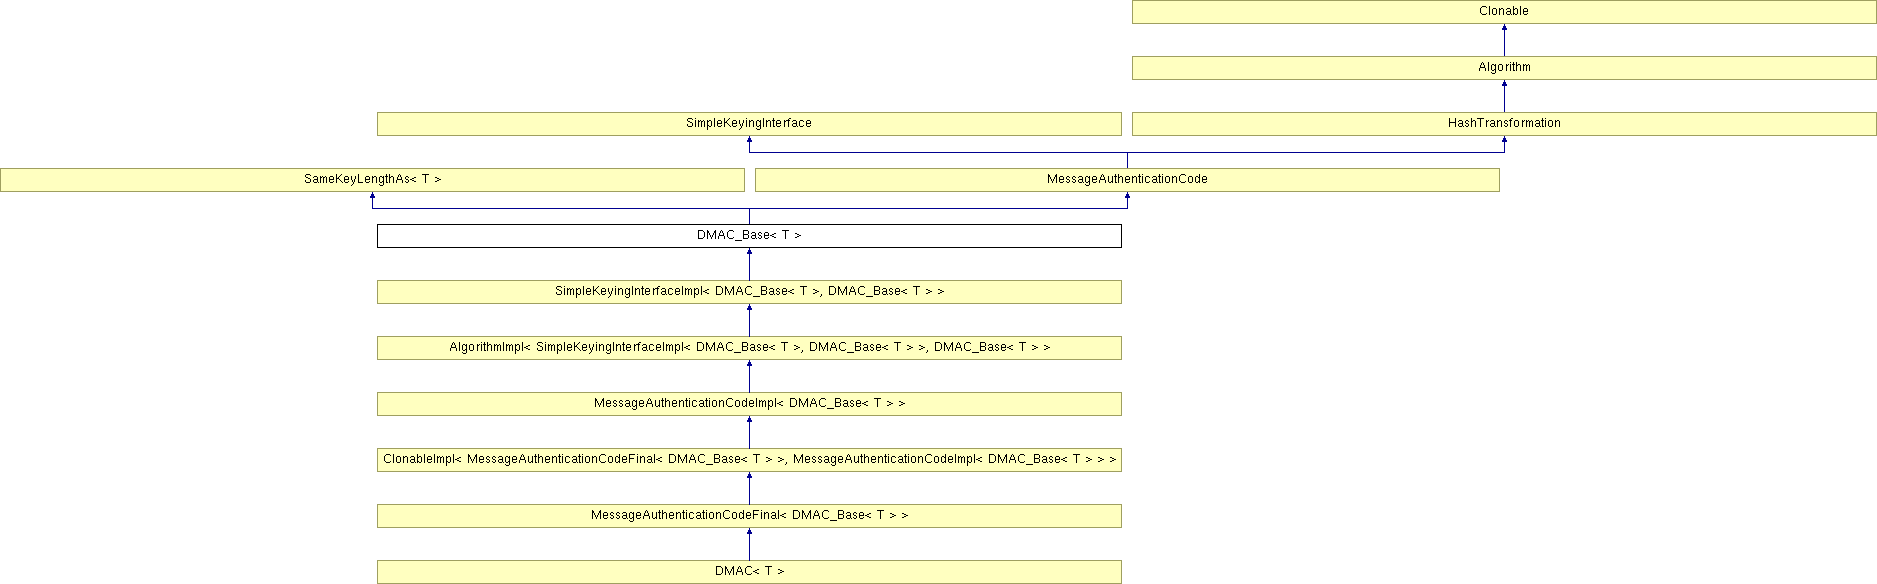 Clonable
Algorithm
SimpleKeyingInterface
HashTransformation
SameKeyLengthAs< T >
MessageAuthenticationCode
DMAC_Base< T >
SimpleKeyingInterfaceImpl< DMAC_Base< T >, DMAC_Base< T > >
AlgorithmImpl< SimpleKeyingInterfaceImpl< DMAC_Base< T >, DMAC_Base< T > >, DMAC_Base< T > >
MessageAuthenticationCodeImpl< DMAC_Base< T > >
ClonableImpl< MessageAuthenticationCodeFinal< DMAC_Base< T > >, MessageAuthenticationCodeImpl< DMAC_Base< T > > >
MessageAuthenticationCodeFinal< DMAC_Base< T > >
DMAC< T >